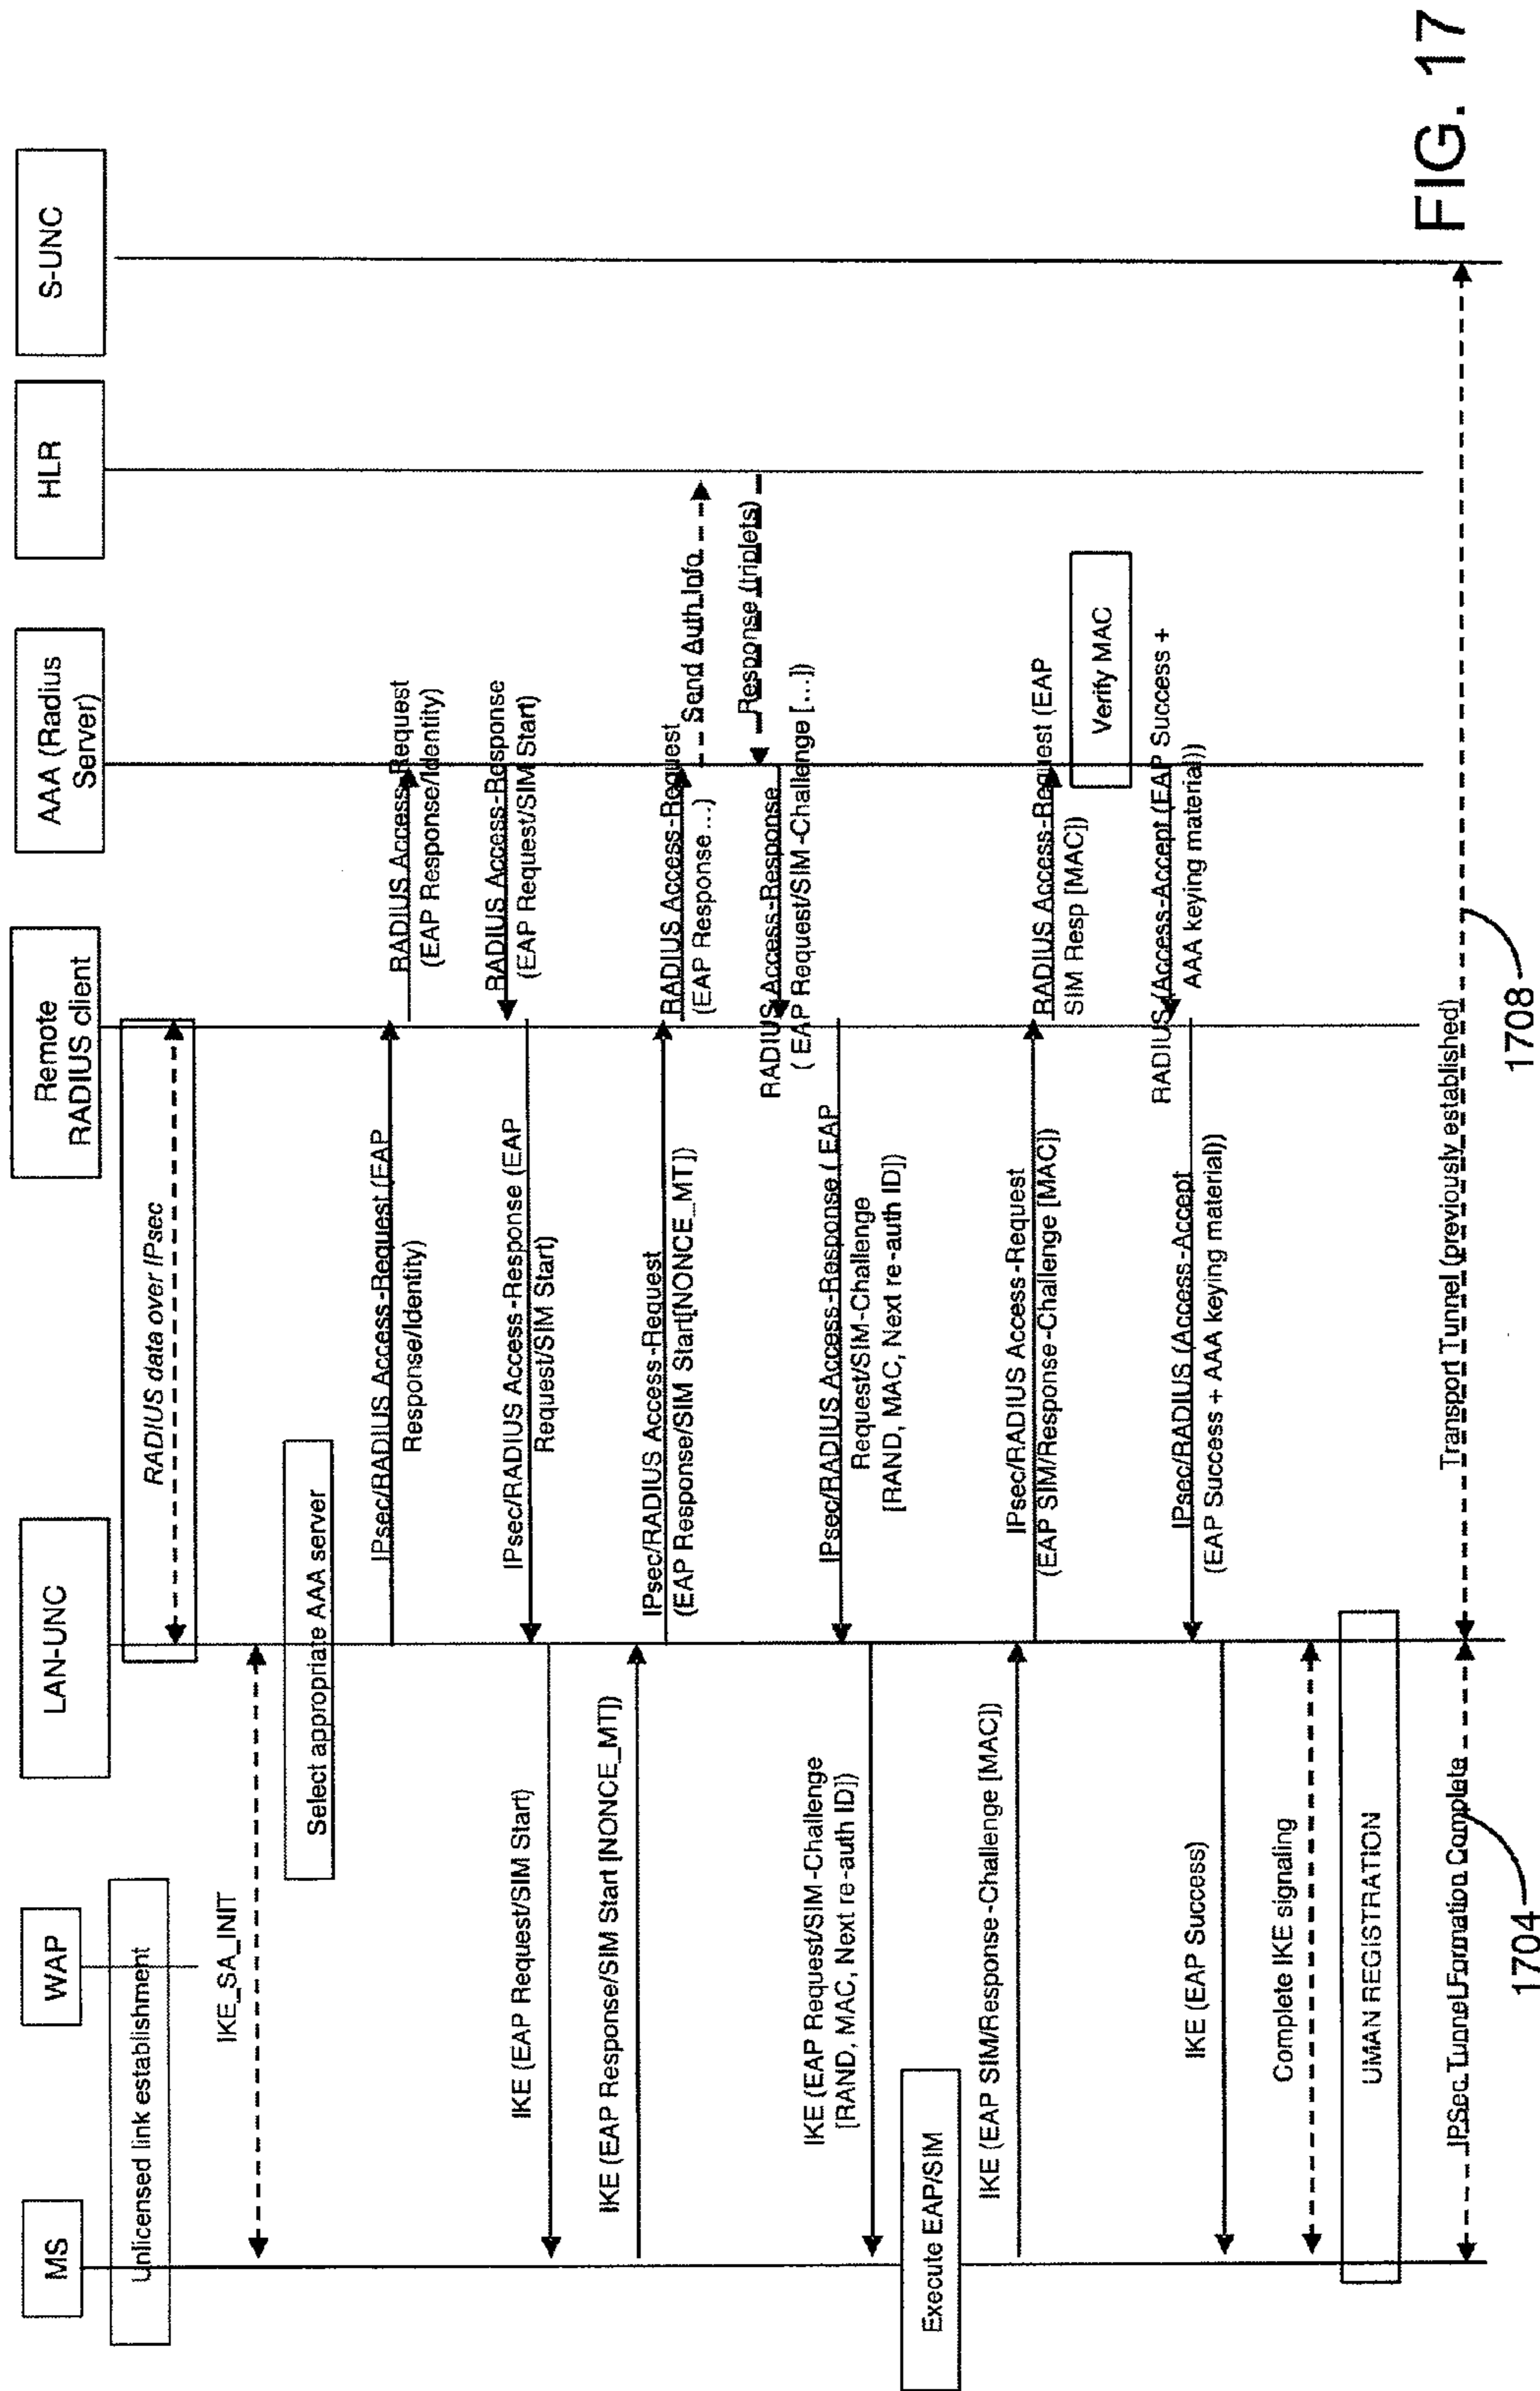 MS
WAP
LAN-UNC
Remote
RADIUS client
AAA (Radius
Server)
HLR
S-UNC
Unlicensed link establishment
RADIUS data over IPsec
IKE_SA_INIT
Select appropriate AAA server
IPsec/RADIUS Access-Request (EAP
Response/Identity)
RADIUS Access-Request
(EAP Response/Identity)
RADIUS Access-Response
(EAP Request/SIM Start)
IPsec/RADIUS Access-Response (EAP
Request/SIM Start)
IKE (EAP Request/SIM Start)
IKE (EAP Response/SIM Start [NONCE_MT])
IPsec/RADIUS Access-Request
(EAP Response/SIM Start[NONCE_MT])
RADIUS Access-Request
(EAP Response ...)
Send Auth Info
Response (triplets)
RADIUS Access-Response
( EAP Request/SIM-Challenge [...])
IPsec/RADIUS Access-Response ( EAP
Request/SIM-Challenge
[RAND, MAC, Next re-auth ID])
IKE (EAP Request/SIM-Challenge
[RAND, MAC, Next re-auth ID])
Execute EAP/SIM
IKE (EAP SIM/Response-Challenge [MAC])
IPsec/RADIUS Access-Request
(EAP SIM/Response-Challenge [MAC])
RADIUS Access-Request (EAP
SIM Resp [MAC])
Verify MAC
RADIUS (Access-Accept (EAP Success +
AAA keying material))
IPsec/RADIUS (Access-Accept
(EAP Success + AAA keying material))
IKE (EAP Success)
Complete IKE signaling
UMAN REGISTRATION
IPSec Tunnel Formation Complete
Transport Tunnel (previously established)
1704
1708
FIG. 17